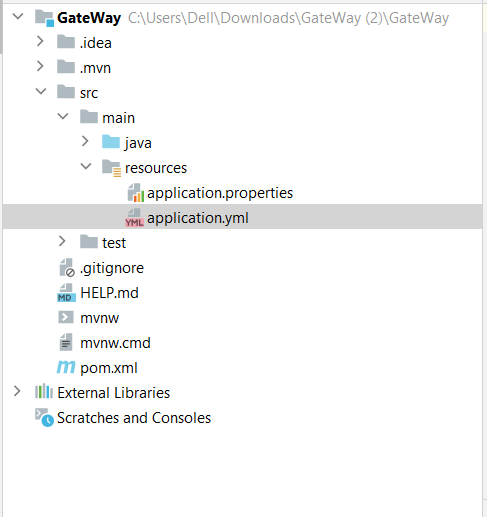 GateWay C:\Users\Dell\Downloads\GateWay (2)\GateWay
.idea
.mvn
src
main
java
resources
application.properties
YML application.yml
test
.gitignore
MD HELP.md
mvnw
mvnw.cmd
m pom.xml
External Libraries
Scratches and Consoles